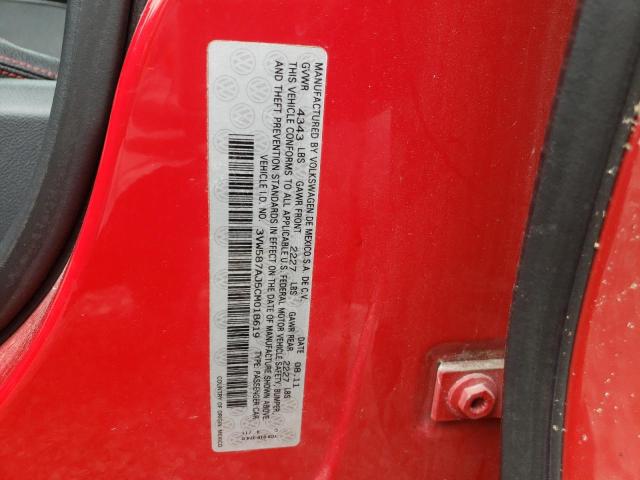 MANUFACTURED BY VOLKSWAGEN DE MEXICO S.A. DE C.V.
GVWR 4343 LBS GAWR FRONT 2227 LBS GAWR REAR 2227 LBS DATE 08.11
THIS VEHICLE CONFORMS TO ALL APPLICABLE U.S. FEDERAL MOTOR VEHICLE SAFETY, BUMPER,
AND THEFT PREVENTION STANDARDS IN EFFECT ON THE DATE OF MANUFACTURE SHOWN ABOVE.
VEHICLE I.D. NO. 3VW587AJ5CM018619 TYPE: PASSENGER CAR
COUNTRY OF ORIGIN MEXICO